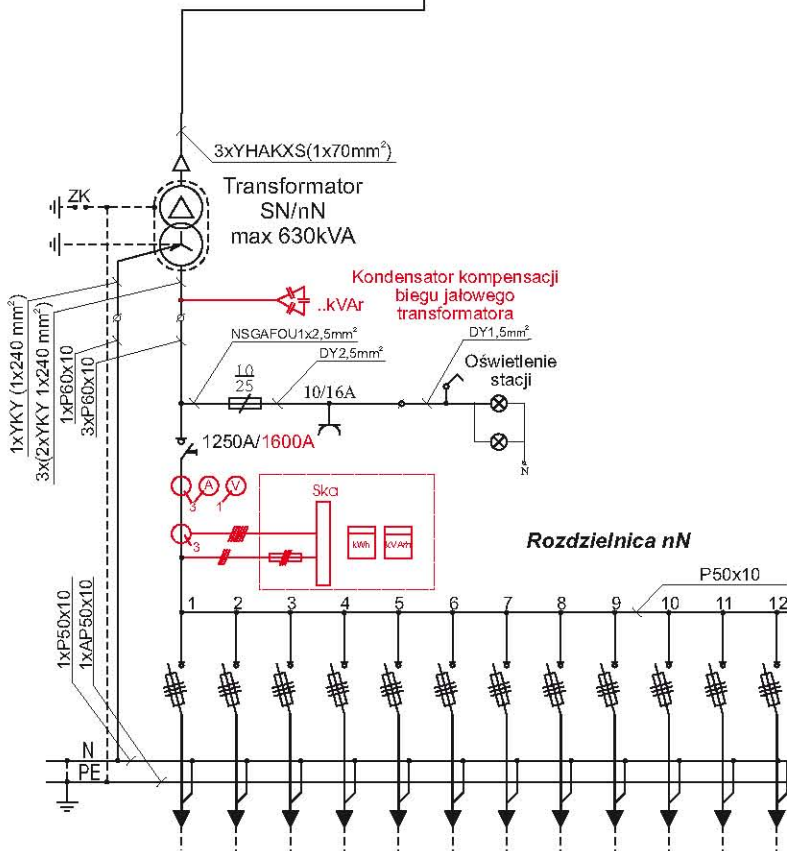 3xYHAKXS(1x70mm²)
ZK
Transformator
SN/nN
max 630kVA
Kondensator kompensacji
biegu jałowego
transformatora
..kVAr
1xYKY (1x240 mm²)
3x(2xYKY 1x240 mm²)
1xP60x10
3xP60x10
NSGAFOU1x2,5mm²
DY2,5mm²
DY1,5mm²
10
25
10/16A
Oświetlenie
stacji
N
1250A/1600A
A
V
3
1
Ska
3
kWh
kVArh
Rozdzielnica nN
P50x10
1 2 3 4 5 6 7 8 9 10 11 12
1xP50x10
1xAP50x10
N
PE